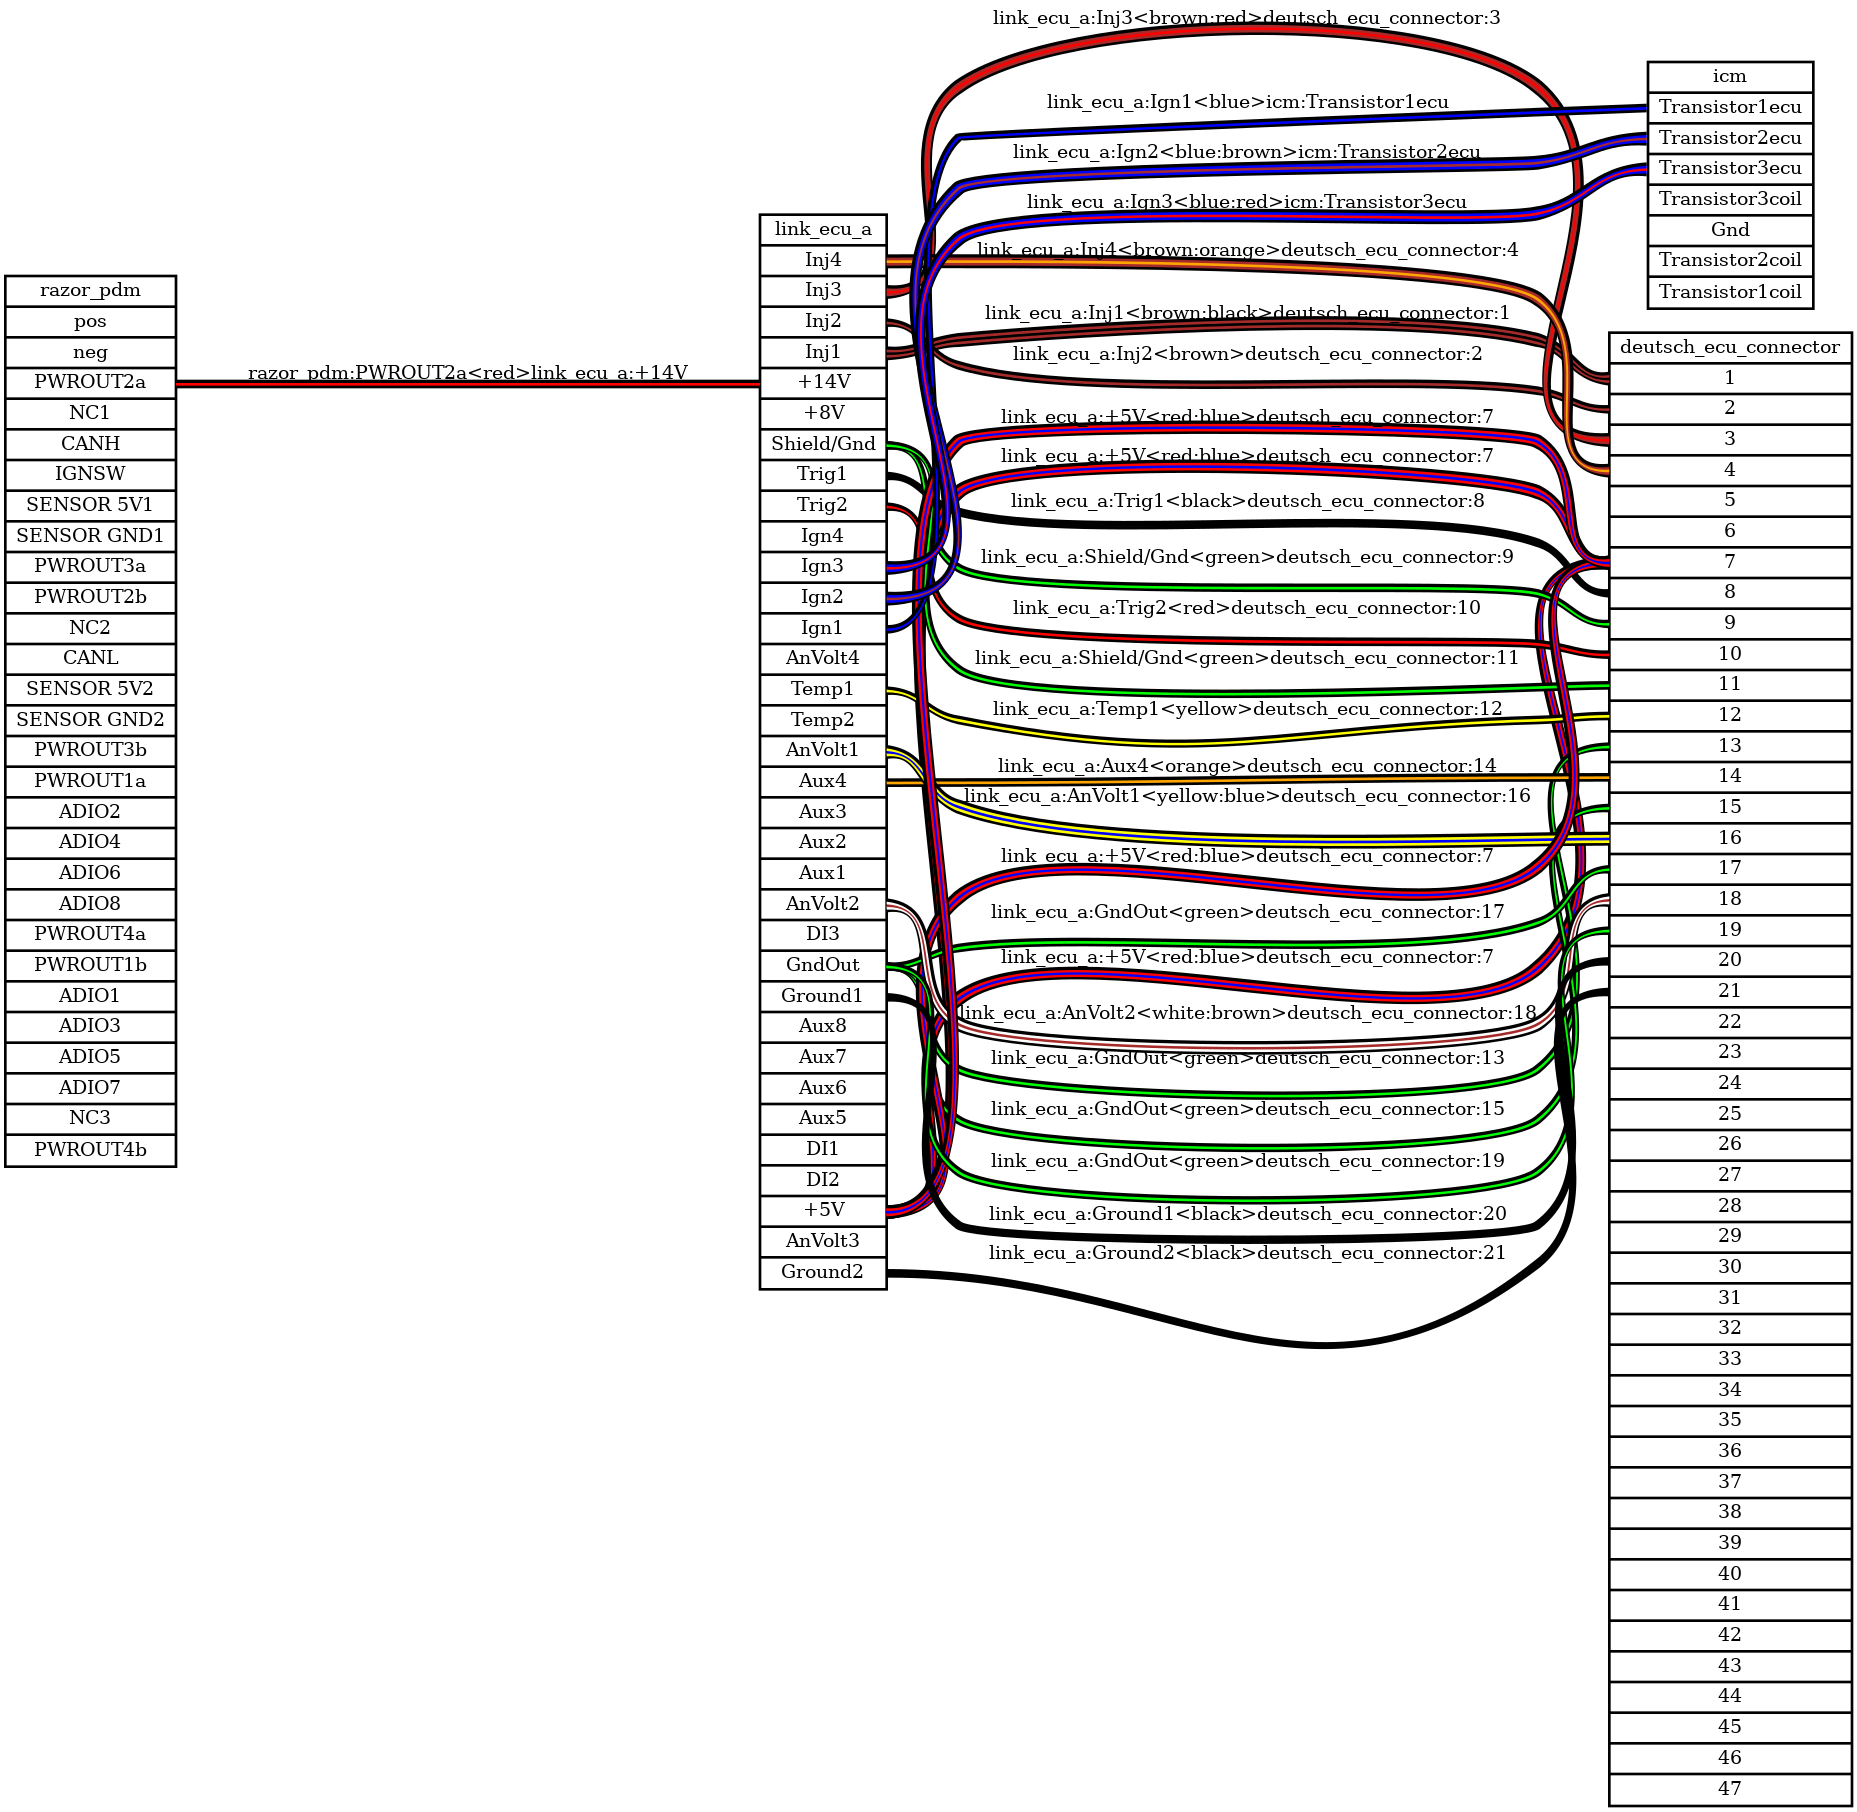 razor_pdm
pos
neg
PWROUT2a
NC1
CANH
IGNSW
SENSOR 5V1
SENSOR GND1
PWROUT3a
PWROUT2b
NC2
CANL
SENSOR 5V2
SENSOR GND2
PWROUT3b
PWROUT1a
ADIO2
ADIO4
ADIO6
ADIO8
PWROUT4a
PWROUT1b
ADIO1
ADIO3
ADIO5
ADIO7
NC3
PWROUT4b
razor_pdm:PWROUT2a<red>link_ecu_a:+14V
link_ecu_a
Inj4
Inj3
Inj2
Inj1
+14V
+8V
Shield/Gnd
Trig1
Trig2
Ign4
Ign3
Ign2
Ign1
AnVolt4
Temp1
Temp2
AnVolt1
Aux4
Aux3
Aux2
Aux1
AnVolt2
DI3
GndOut
Ground1
Aux8
Aux7
Aux6
Aux5
DI1
DI2
+5V
AnVolt3
Ground2
link_ecu_a:Inj3<brown:red>deutsch_ecu_connector:3
link_ecu_a:Ign1<blue>icm:Transistor1ecu
link_ecu_a:Ign2<blue:brown>icm:Transistor2ecu
link_ecu_a:Ign3<blue:red>icm:Transistor3ecu
link_ecu_a:Inj4<brown:orange>deutsch_ecu_connector:4
link_ecu_a:Inj1<brown:black>deutsch_ecu_connector:1
link_ecu_a:Inj2<brown>deutsch_ecu_connector:2
link_ecu_a:+5V<red:blue>deutsch_ecu_connector:7
link_ecu_a:+5V<red:blue>deutsch_ecu_connector:7
link_ecu_a:Trig1<black>deutsch_ecu_connector:8
link_ecu_a:Shield/Gnd<green>deutsch_ecu_connector:9
link_ecu_a:Trig2<red>deutsch_ecu_connector:10
link_ecu_a:Shield/Gnd<green>deutsch_ecu_connector:11
link_ecu_a:Temp1<yellow>deutsch_ecu_connector:12
link_ecu_a:Aux4<orange>deutsch_ecu_connector:14
link_ecu_a:AnVolt1<yellow:blue>deutsch_ecu_connector:16
link_ecu_a:+5V<red:blue>deutsch_ecu_connector:7
link_ecu_a:GndOut<green>deutsch_ecu_connector:17
link_ecu_a:+5V<red:blue>deutsch_ecu_connector:7
link_ecu_a:AnVolt2<white:brown>deutsch_ecu_connector:18
link_ecu_a:GndOut<green>deutsch_ecu_connector:13
link_ecu_a:GndOut<green>deutsch_ecu_connector:15
link_ecu_a:GndOut<green>deutsch_ecu_connector:19
link_ecu_a:Ground1<black>deutsch_ecu_connector:20
link_ecu_a:Ground2<black>deutsch_ecu_connector:21
icm
Transistor1ecu
Transistor2ecu
Transistor3ecu
Transistor3coil
Gnd
Transistor2coil
Transistor1coil
deutsch_ecu_connector
1
2
3
4
5
6
7
8
9
10
11
12
13
14
15
16
17
18
19
20
21
22
23
24
25
26
27
28
29
30
31
32
33
34
35
36
37
38
39
40
41
42
43
44
45
46
47